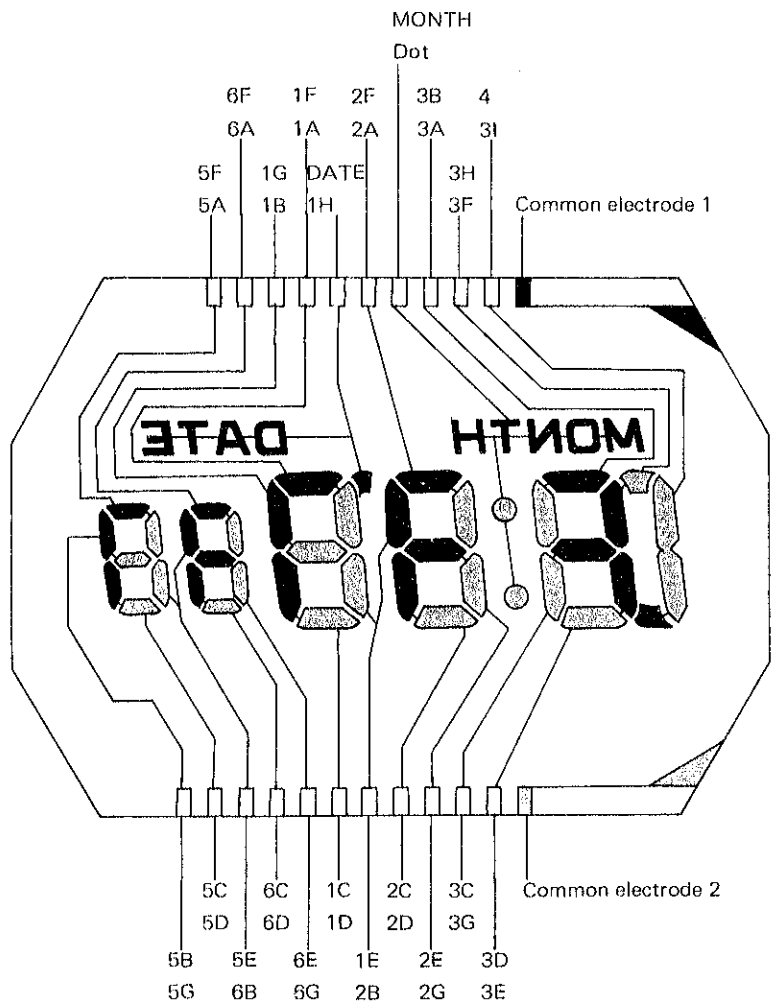 MONTH
Dot
6F 1F 2F 3B 4
6A 1A 2A 3A 3I
5F 1G DATE 3H
5A 1B 1H 3F Common electrode 1
DATE MONTH
5C 6C 1C 2C 3C Common electrode 2
5D 6D 1D 2D 3G
5B 5E 6E 1E 2E 3D
5G 6B 6G 2B 2G 3E